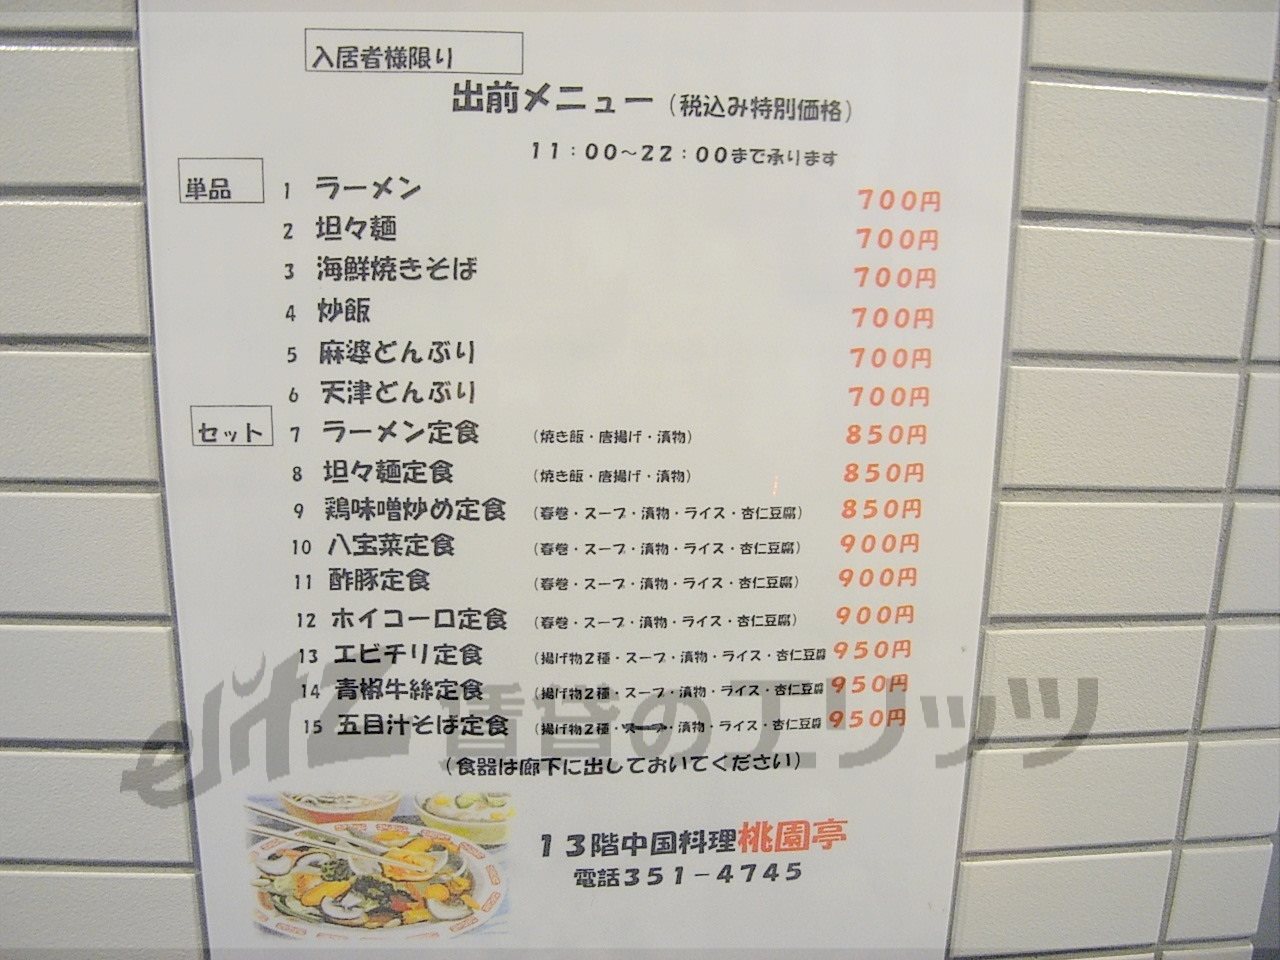 入居者様限り
出前メニュー（税込み特別価格）
11：00～22：00まで承ります
単品 1 ラーメン 700円
2 坦々麺 700円
3 海鮮焼きそば 700円
4 炒飯 700円
5 麻婆どんぶり 700円
6 天津どんぶり 700円
セット 7 ラーメン定食 （焼き飯・唐揚げ・漬物） 850円
8 坦々麺定食 （焼き飯・唐揚げ・漬物） 850円
9 鶏味噌炒め定食 （春巻・スープ・漬物・ライス・杏仁豆腐） 850円
10 八宝菜定食 （春巻・スープ・漬物・ライス・杏仁豆腐） 900円
11 酢豚定食 （春巻・スープ・漬物・ライス・杏仁豆腐） 900円
12 ホイコーロ定食 （春巻・スープ・漬物・ライス・杏仁豆腐） 900円
13 エビチリ定食 （揚げ物2種・スープ・漬物・ライス・杏仁豆腐 950円
14 青椒牛絲定食 （揚げ物2種・スープ・漬物・ライス・杏仁豆腐 950円
15 五目汁そば定食 （揚げ物2種・スープ・漬物・ライス・杏仁豆腐 950円
elitz 賃貸のエリッツ
（食器は廊下に出しておいてください）
13階中国料理桃園亭
電話351－4745